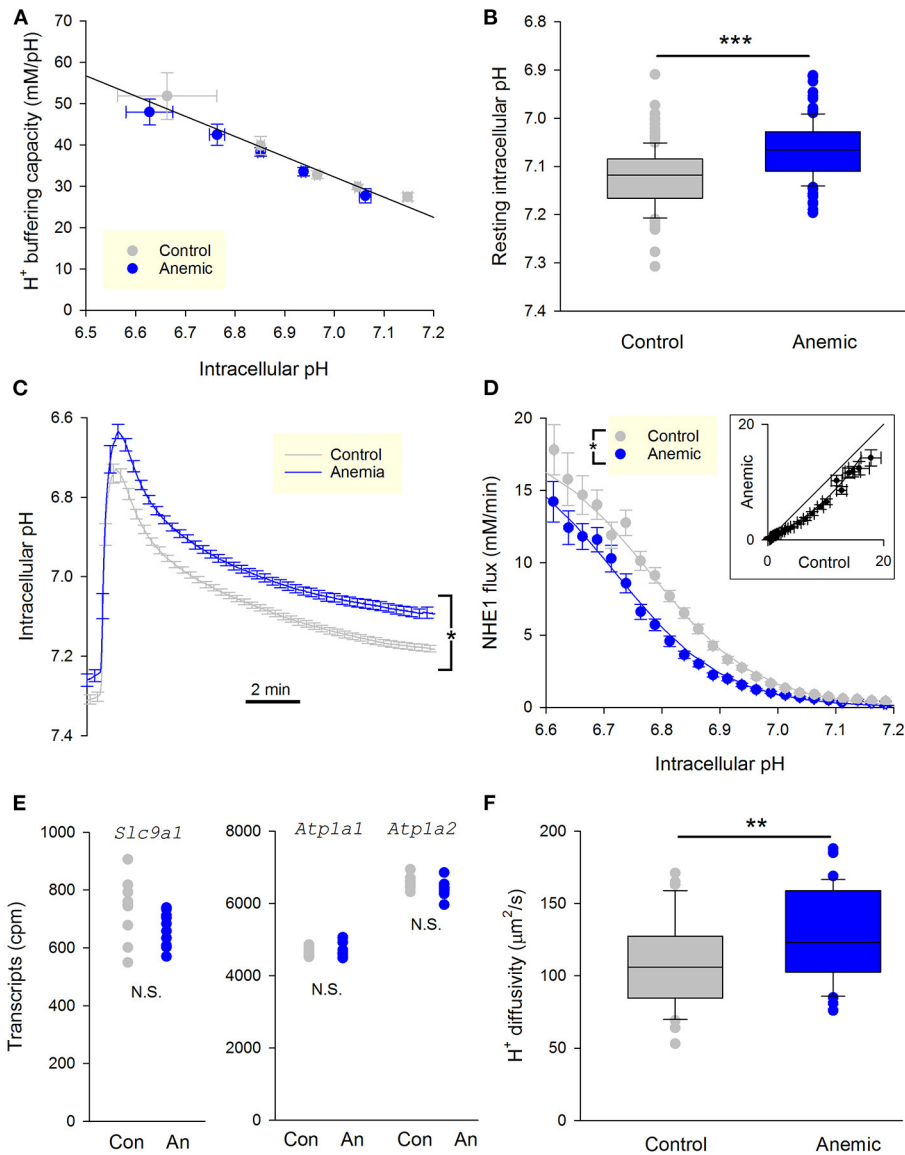 A
H⁺ buffering capacity (mM/pH)
70
60
50
40
30
20
10
0
Control
Anemic
6.5 6.6 6.7 6.8 6.9 7.0 7.1 7.2
Intracellular pH
B
Resting intracellular pH
6.8
6.9
7.0
7.1
7.2
7.3
7.4
***
Control Anemic
C
Intracellular pH
6.6
6.8
7.0
7.2
7.4
Control
Anemia
*
2 min
D
NHE1 flux (mM/min)
20
15
10
5
0
* Control
Anemic
6.6 6.7 6.8 6.9 7.0 7.1 7.2
Intracellular pH
20
Anemic
0
0 Control 20
E
Transcripts (cpm)
1000
800
600
400
200
0
Slc9a1
N.S.
Con An
8000
6000
4000
2000
0
Atp1a1 Atp1a2
N.S.
N.S.
Con An Con An
F
H⁺ diffusivity (μm²/s)
200
150
100
50
0
**
Control Anemic